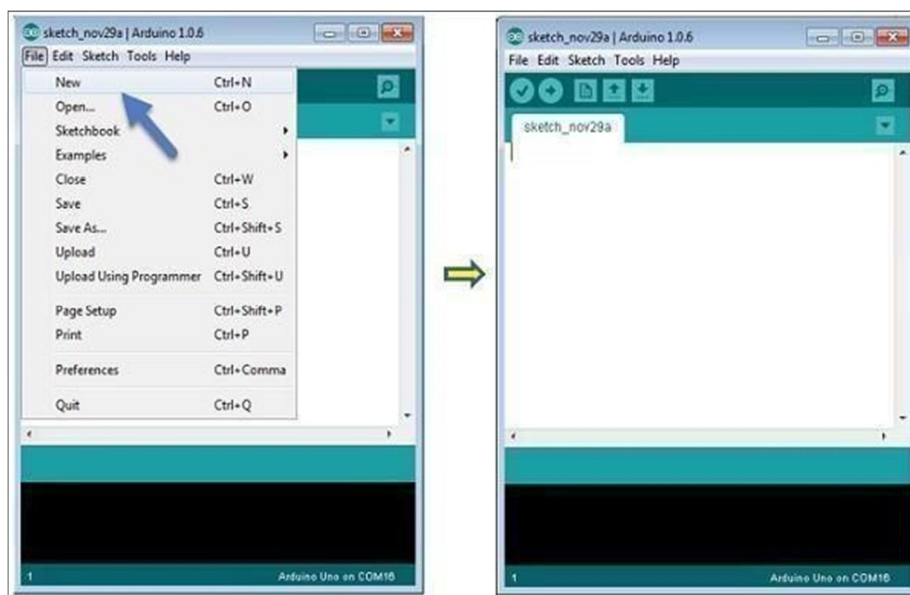 sketch_nov29a | Arduino 1.0.6
File Edit Sketch Tools Help
New Ctrl+N
Open... Ctrl+O
Sketchbook
Examples
Close Ctrl+W
Save Ctrl+S
Save As... Ctrl+Shift+S
Upload Ctrl+U
Upload Using Programmer Ctrl+Shift+U
Page Setup Ctrl+Shift+P
Print Ctrl+P
Preferences Ctrl+Comma
Quit Ctrl+Q
1 Arduino Uno on COM16
sketch_nov29a | Arduino 1.0.6
File Edit Sketch Tools Help
sketch_nov29a
1 Arduino Uno on COM16